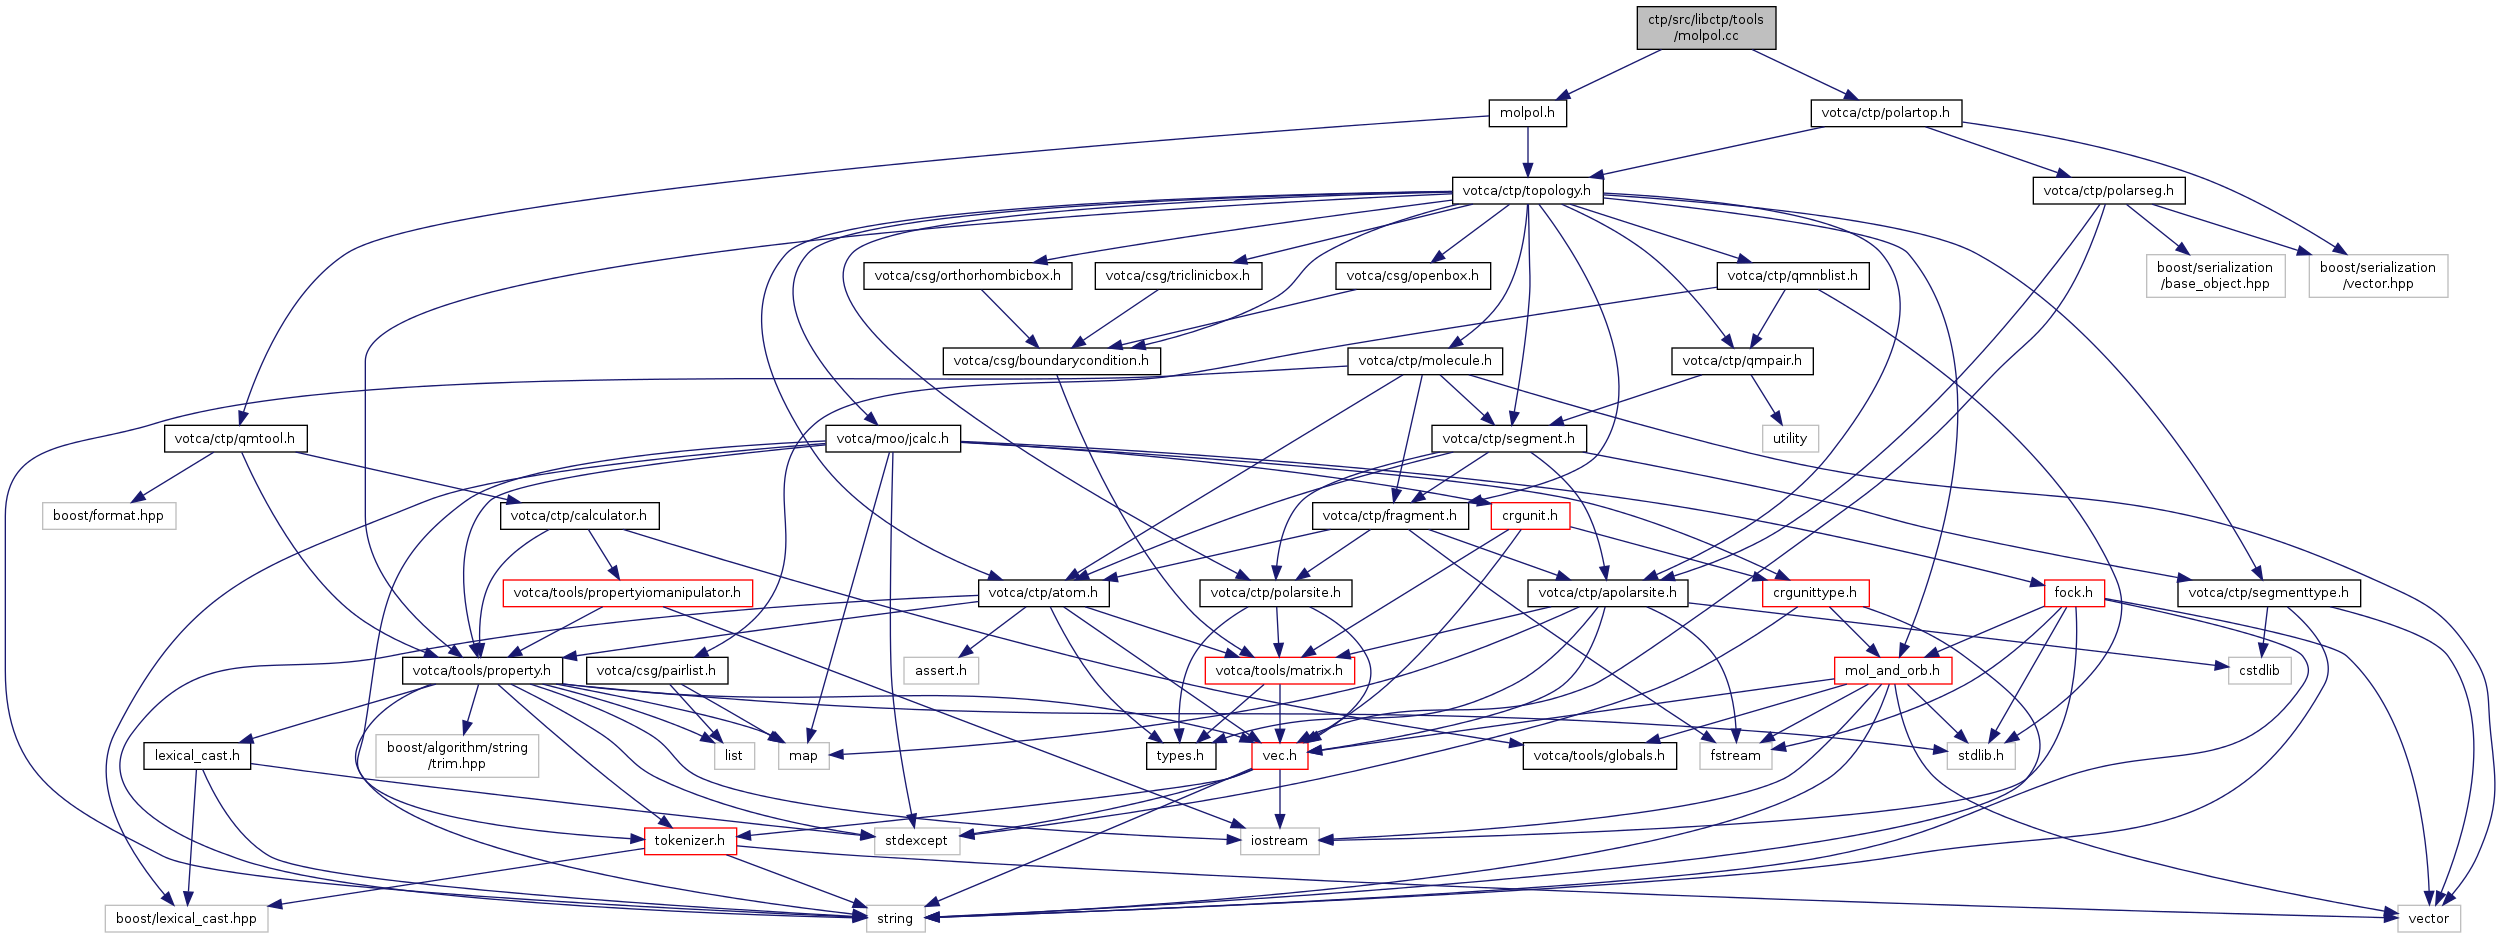 ctp/src/libctp/tools
/molpol.cc
molpol.h
votca/ctp/polartop.h
votca/ctp/topology.h
votca/ctp/polarseg.h
votca/csg/orthorhombicbox.h
votca/csg/triclinicbox.h
votca/csg/openbox.h
votca/ctp/qmnblist.h
boost/serialization
/base_object.hpp
boost/serialization
/vector.hpp
votca/csg/boundarycondition.h
votca/ctp/molecule.h
votca/ctp/qmpair.h
votca/ctp/qmtool.h
votca/moo/jcalc.h
votca/ctp/segment.h
utility
boost/format.hpp
votca/ctp/calculator.h
votca/ctp/fragment.h
crgunit.h
votca/tools/propertyiomanipulator.h
votca/ctp/atom.h
votca/ctp/polarsite.h
votca/ctp/apolarsite.h
crgunittype.h
fock.h
votca/ctp/segmenttype.h
votca/tools/property.h
votca/csg/pairlist.h
assert.h
votca/tools/matrix.h
mol_and_orb.h
cstdlib
lexical_cast.h
boost/algorithm/string
/trim.hpp
list
map
types.h
vec.h
votca/tools/globals.h
fstream
stdlib.h
tokenizer.h
stdexcept
iostream
boost/lexical_cast.hpp
string
vector